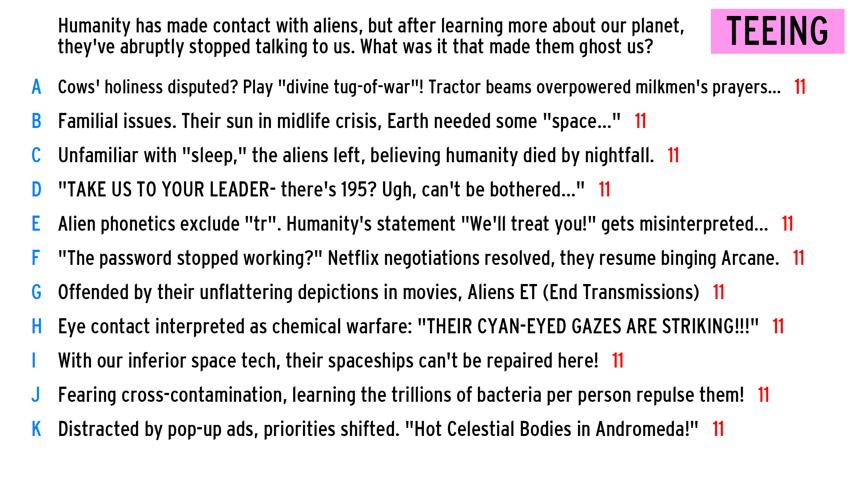 Humanity has made contact with aliens, but after learning more about our planet,
they've abruptly stopped talking to us. What was it that made them ghost us?
TEEING
A Cows' holiness disputed? Play "divine tug-of-war"! Tractor beams overpowered milkmen's prayers... 11
B Familial issues. Their sun in midlife crisis, Earth needed some "space..." 11
C Unfamiliar with "sleep," the aliens left, believing humanity died by nightfall. 11
D "TAKE US TO YOUR LEADER- there's 195? Ugh, can't be bothered..." 11
E Alien phonetics exclude "tr". Humanity's statement "We'll treat you!" gets misinterpreted... 11
F "The password stopped working?" Netflix negotiations resolved, they resume binging Arcane. 11
G Offended by their unflattering depictions in movies, Aliens ET (End Transmissions) 11
H Eye contact interpreted as chemical warfare: "THEIR CYAN-EYED GAZES ARE STRIKING!!!" 11
I With our inferior space tech, their spaceships can't be repaired here! 11
J Fearing cross-contamination, learning the trillions of bacteria per person repulse them! 11
K Distracted by pop-up ads, priorities shifted. "Hot Celestial Bodies in Andromeda!" 11